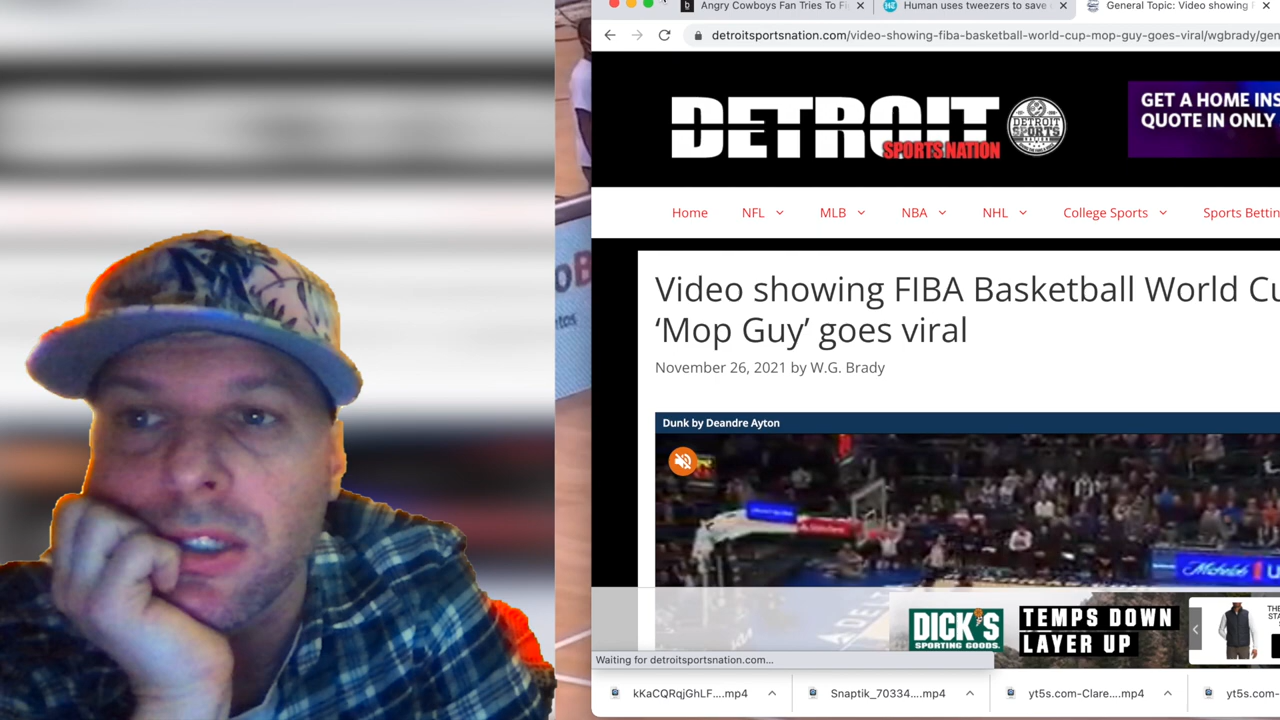 Angry Cowboys Fan Tries To Fi
Human uses tweezers to save
General Topic: Video showing
detroitsportsnation.com/video-showing-fiba-basketball-world-cup-mop-guy-goes-viral/wgbrady/gen
DETROIT
SPORTS NATION
DETROIT
SPORTS
NATION
GET A HOME INS
QUOTE IN ONLY
Home NFL MLB NBA NHL College Sports Sports Bettin
Video showing FIBA Basketball World Cu
‘Mop Guy’ goes viral
November 26, 2021 by W.G. Brady
Dunk by Deandre Ayton
DICK'S
SPORTING GOODS.
TEMPS DOWN
LAYER UP
Waiting for detroitsportsnation.com...
kKaCQRqjGhLF....mp4
Snaptik_70334....mp4
yt5s.com-Clare....mp4
yt5s.com-